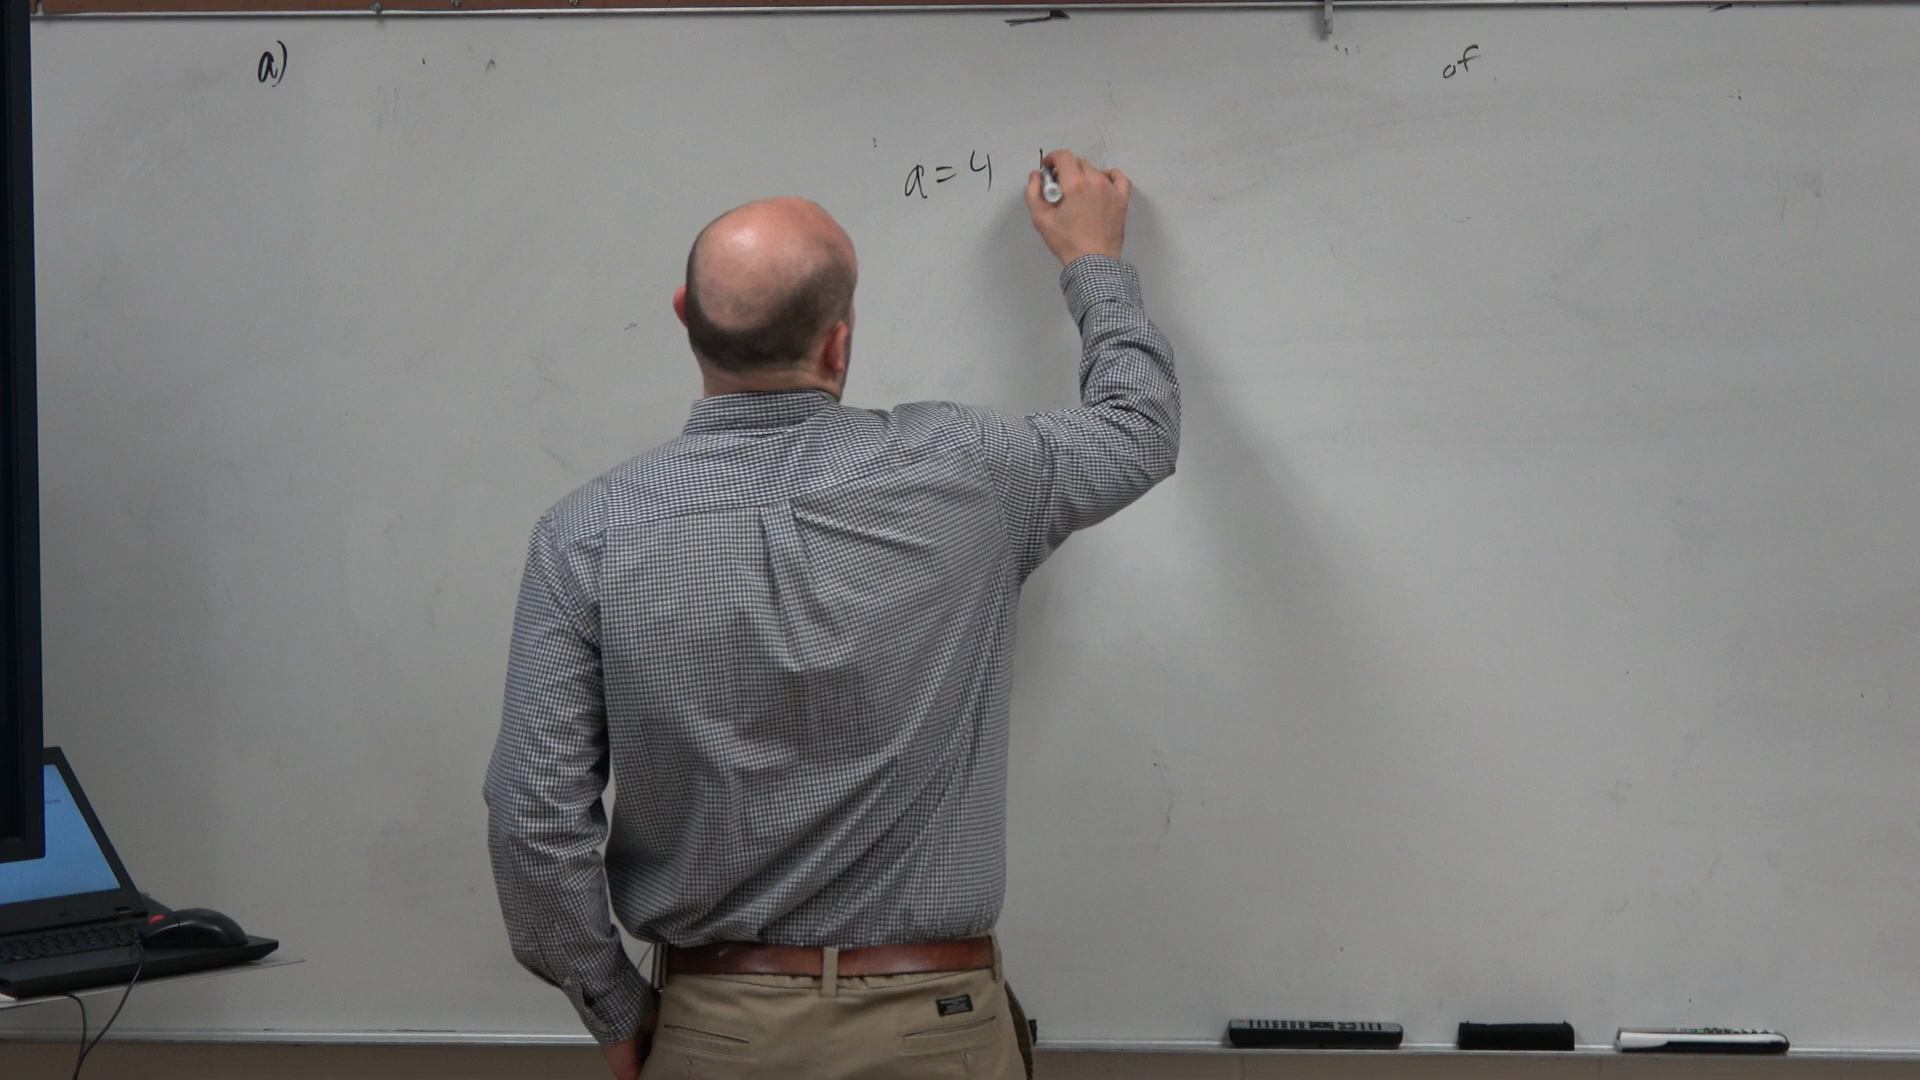 a) of
a = 4